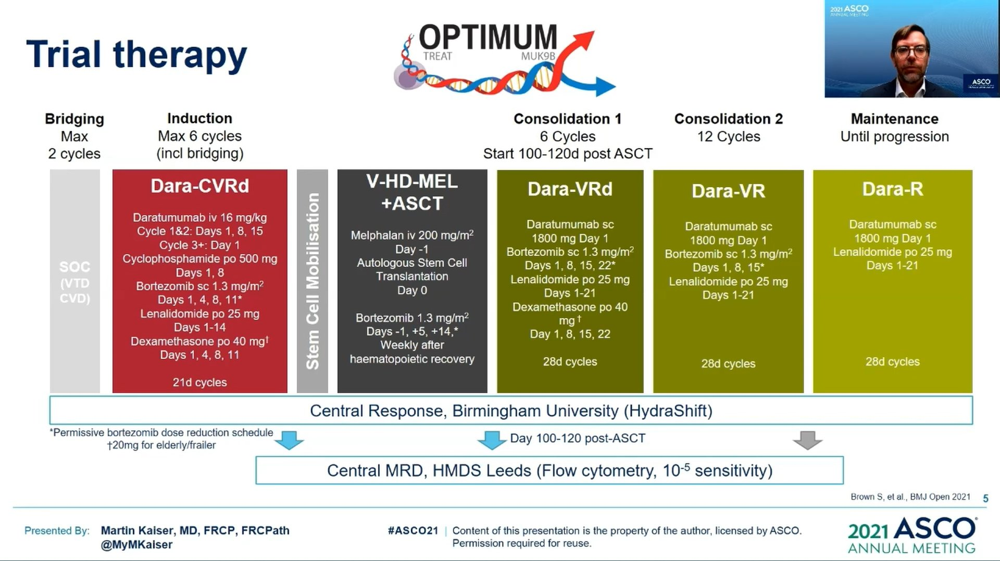 Trial therapy
OPTIMUM
TREAT MUK9B
2021 ASCO
ANNUAL MEETING
ASCO
Bridging
Max
2 cycles
Induction
Max 6 cycles
(incl bridging)
Consolidation 1
6 Cycles
Start 100-120d post ASCT
Consolidation 2
12 Cycles
Maintenance
Until progression
SOC
(VTD
CVD)
Dara-CVRd
Daratumumab iv 16 mg/kg
Cycle 1&2: Days 1, 8, 15
Cycle 3+: Day 1
Cyclophosphamide po 500 mg
Days 1, 8
Bortezomib sc 1.3 mg/m²
Days 1, 4, 8, 11*
Lenalidomide po 25 mg
Days 1-14
Dexamethasone po 40 mg†
Days 1, 4, 8, 11
21d cycles
Stem Cell Mobilisation
V-HD-MEL
+ASCT
Melphalan iv 200 mg/m²
Day -1
Autologous Stem Cell
Translantation
Day 0
Bortezomib 1.3 mg/m²
Days -1, +5, +14,*
Weekly after
haematopoietic recovery
Dara-VRd
Daratumumab sc
1800 mg Day 1
Bortezomib sc 1.3 mg/m²
Days 1, 8, 15, 22*
Lenalidomide po 25 mg
Days 1-21
Dexamethasone po 40
mg †
Day 1, 8, 15, 22
28d cycles
Dara-VR
Daratumumab sc
1800 mg Day 1
Bortezomib sc 1.3 mg/m²
Days 1, 8, 15*
Lenalidomide po 25 mg
Days 1-21
28d cycles
Dara-R
Daratumumab sc
1800 mg Day 1
Lenalidomide po 25 mg
Days 1-21
28d cycles
Central Response, Birmingham University (HydraShift)
*Permissive bortezomib dose reduction schedule
†20mg for elderly/frailer
Day 100-120 post-ASCT
Central MRD, HMDS Leeds (Flow cytometry, 10⁻⁵ sensitivity)
Brown S, et al., BMJ Open 2021 5
Presented By: Martin Kaiser, MD, FRCP, FRCPath
@MyMKaiser
#ASCO21 | Content of this presentation is the property of the author, licensed by ASCO.
Permission required for reuse.
2021 ASCO®
ANNUAL MEETING